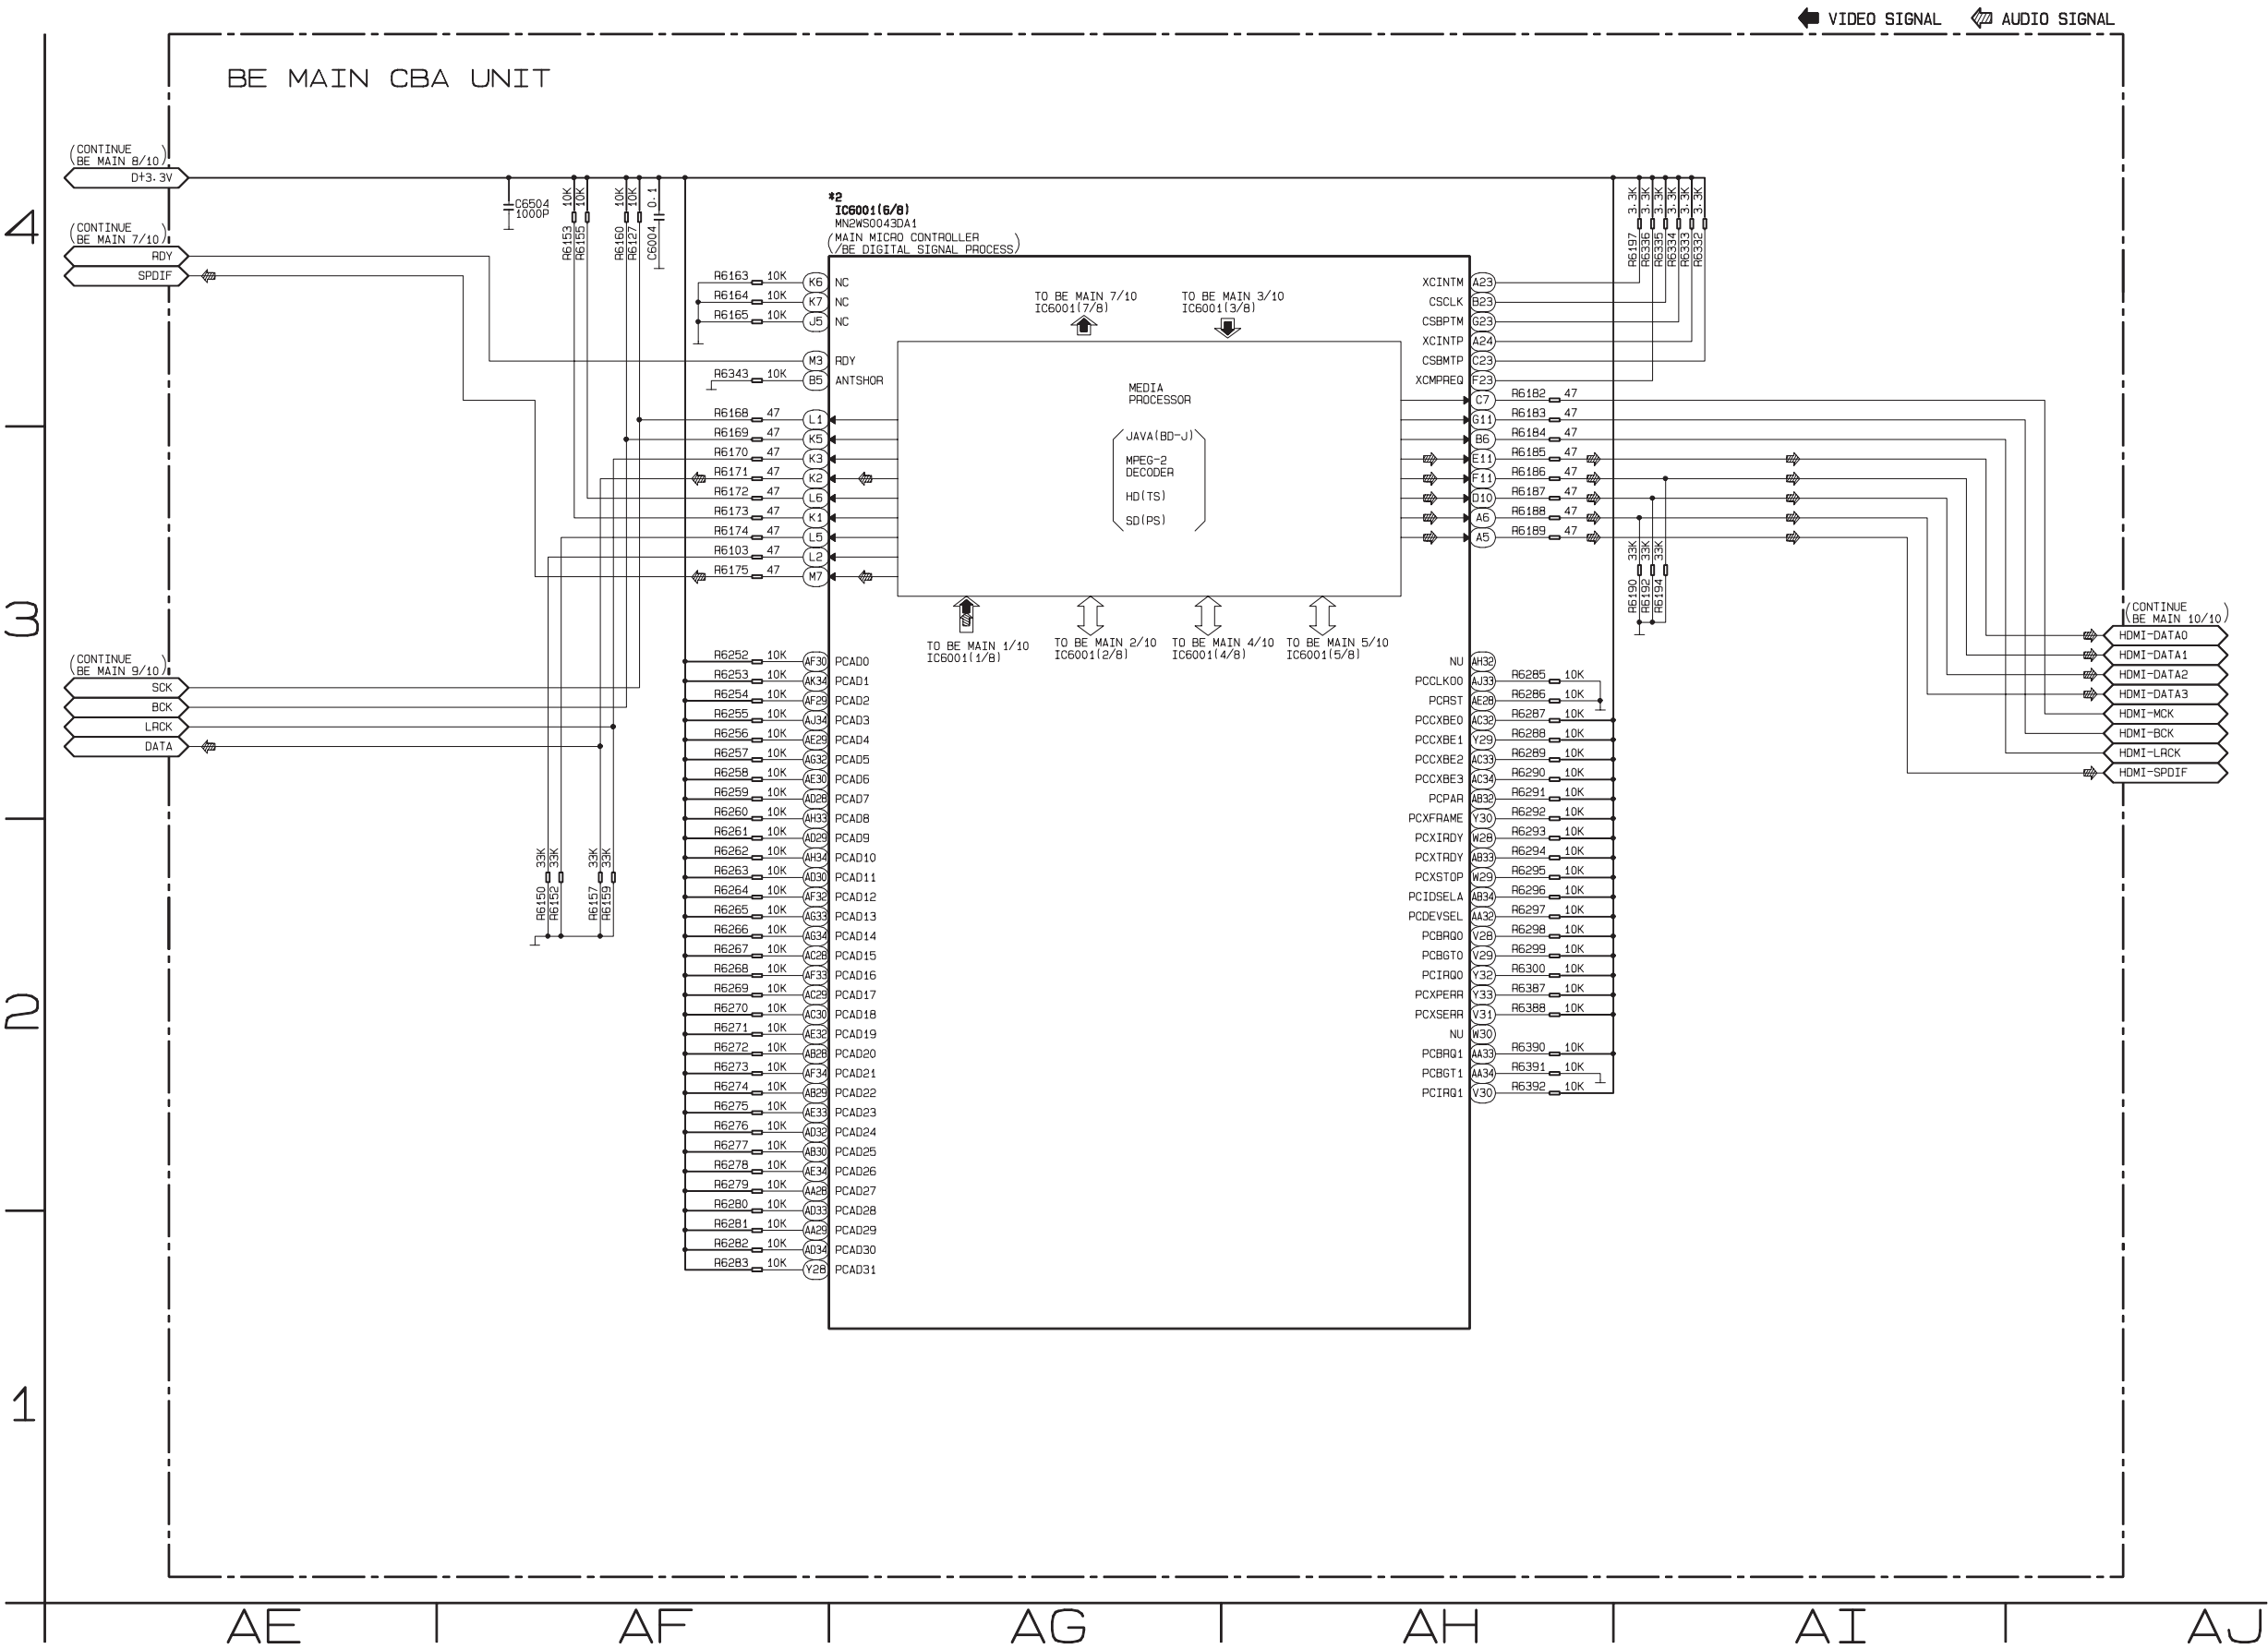 VIDEO SIGNAL AUDIO SIGNAL
BE MAIN CBA UNIT
(CONTINUE
BE MAIN 8/10)
D+3.3V
(CONTINUE
BE MAIN 7/10)
RDY
SPDIF
C6504
1000P
R6153 10K
R6155 10K
R6160 10K
R6127 10K
C6004 0.1
*2
IC6001(6/8)
MN2WS0043DA1
(MAIN MICRO CONTROLLER
/BE DIGITAL SIGNAL PROCESS)
R6197 3.3K
R6336 3.3K
R6335 3.3K
R6334 3.3K
R6333 3.3K
R6332 3.3K
R6163 10K K6 NC
R6164 10K K7 NC
R6165 10K J5 NC
M3 RDY
R6343 10K B5 ANTSHOR
R6168 47 L1
R6169 47 K5
R6170 47 K3
R6171 47 K2
R6172 47 L6
R6173 47 K1
R6174 47 L5
R6103 47 L2
R6175 47 M7
TO BE MAIN 7/10
IC6001(7/8)
TO BE MAIN 3/10
IC6001(3/8)
MEDIA
PROCESSOR
JAVA(BD-J)
MPEG-2
DECODER
HD(TS)
SD(PS)
TO BE MAIN 1/10
IC6001(1/8)
TO BE MAIN 2/10
IC6001(2/8)
TO BE MAIN 4/10
IC6001(4/8)
TO BE MAIN 5/10
IC6001(5/8)
XCINTM A23
CSCLK B23
CSBPTM G23
XCINTP A24
CSBMTP C23
XCMPREQ F23
C7 R6182 47
G11 R6183 47
B6 R6184 47
E11 R6185 47
F11 R6186 47
D10 R6187 47
A6 R6188 47
A5 R6189 47
R6190 33K
R6192 33K
R6194 33K
(CONTINUE
BE MAIN 10/10)
HDMI-DATA0
HDMI-DATA1
HDMI-DATA2
HDMI-DATA3
HDMI-MCK
HDMI-BCK
HDMI-LRCK
HDMI-SPDIF
(CONTINUE
BE MAIN 9/10)
SCK
BCK
LRCK
DATA
R6150 33K
R6152 33K
R6157 33K
R6159 33K
R6252 10K AF30 PCAD0
R6253 10K AK34 PCAD1
R6254 10K AF29 PCAD2
R6255 10K AJ34 PCAD3
R6256 10K AE29 PCAD4
R6257 10K AG32 PCAD5
R6258 10K AE30 PCAD6
R6259 10K AD28 PCAD7
R6260 10K AH33 PCAD8
R6261 10K AD29 PCAD9
R6262 10K AH34 PCAD10
R6263 10K AD30 PCAD11
R6264 10K AF32 PCAD12
R6265 10K AG33 PCAD13
R6266 10K AG34 PCAD14
R6267 10K AC28 PCAD15
R6268 10K AF33 PCAD16
R6269 10K AC29 PCAD17
R6270 10K AC30 PCAD18
R6271 10K AE32 PCAD19
R6272 10K AB28 PCAD20
R6273 10K AF34 PCAD21
R6274 10K AB29 PCAD22
R6275 10K AE33 PCAD23
R6276 10K AD32 PCAD24
R6277 10K AB30 PCAD25
R6278 10K AE34 PCAD26
R6279 10K AA28 PCAD27
R6280 10K AD33 PCAD28
R6281 10K AA29 PCAD29
R6282 10K AD34 PCAD30
R6283 10K Y28 PCAD31
NU AH32
PCCLKOO AJ33 R6285 10K
PCRST AE28 R6286 10K
PCCXBE0 AC32 R6287 10K
PCCXBE1 Y29 R6288 10K
PCCXBE2 AC33 R6289 10K
PCCXBE3 AC34 R6290 10K
PCPAR AB32 R6291 10K
PCXFRAME Y30 R6292 10K
PCXIRDY W28 R6293 10K
PCXTRDY AB33 R6294 10K
PCXSTOP W29 R6295 10K
PCIDSELA AB34 R6296 10K
PCDEVSEL AA32 R6297 10K
PCBRQ0 V28 R6298 10K
PCBGT0 V29 R6299 10K
PCIRQ0 Y32 R6300 10K
PCXPERR Y33 R6387 10K
PCXSERR V31 R6388 10K
NU W30
PCBRQ1 AA33 R6390 10K
PCBGT1 AA34 R6391 10K
PCIRQ1 V30 R6392 10K
4
3
2
1
AE AF AG AH AI AJ